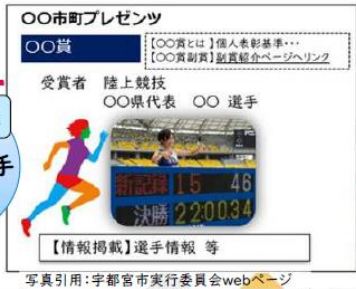 〇〇市町プレゼンツ
〇〇賞
【〇〇賞とは】個人表彰基準・・・
【〇〇賞副賞】副賞紹介ページへリンク
受賞者 陸上競技
〇〇県代表 〇〇 選手
手
新記録 15 46
決勝 220034
【情報掲載】選手情報 等
写真引用：宇都宮市実行委員会webページ